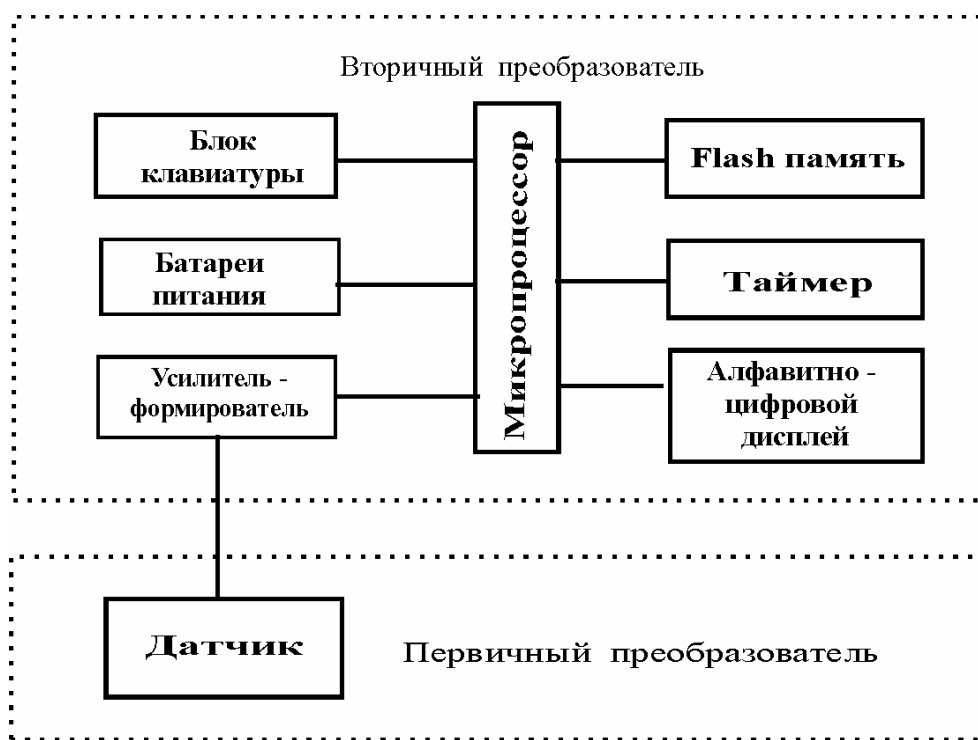 Вторичный преобразователь
Блок
клавиатуры
Батареи
питания
Усилитель -
формирователь
Микропроцессор
Flash память
Таймер
Алфавитно -
цифровой
дисплей
Датчик
Первичный преобразователь